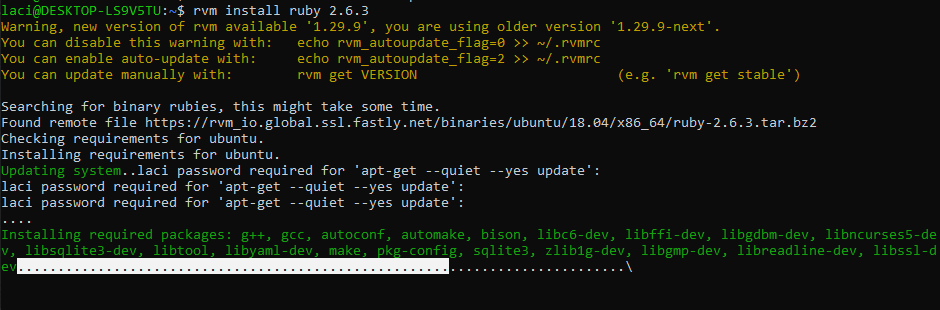 laci@DESKTOP-LS9V5TU:~$ rvm install ruby 2.6.3
Warning, new version of rvm available '1.29.9', you are using older version '1.29.9-next'.
You can disable this warning with:   echo rvm_autoupdate_flag=0 >> ~/.rvmrc
You can enable auto-update with:     echo rvm_autoupdate_flag=2 >> ~/.rvmrc
You can update manually with:        rvm get VERSION                         (e.g. 'rvm get stable')
Searching for binary rubies, this might take some time.
Found remote file https://rvm_io.global.ssl.fastly.net/binaries/ubuntu/18.04/x86_64/ruby-2.6.3.tar.bz2
Checking requirements for ubuntu.
Installing requirements for ubuntu.
Updating system..laci password required for 'apt-get --quiet --yes update':
laci password required for 'apt-get --quiet --yes update':
laci password required for 'apt-get --quiet --yes update':
....
Installing required packages: g++, gcc, autoconf, automake, bison, libc6-dev, libffi-dev, libgdbm-dev, libncurses5-de
v, libsqlite3-dev, libtool, libyaml-dev, make, pkg-config, sqlite3, zlib1g-dev, libgmp-dev, libreadline-dev, libssl-d
ev............................................................................\